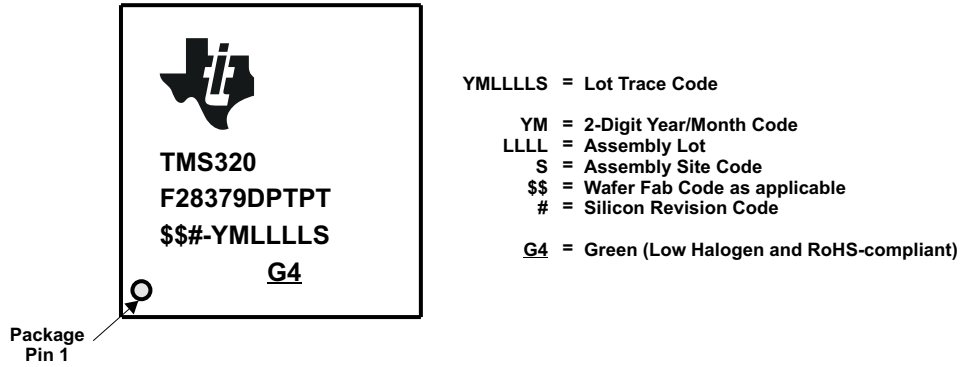 TMS320
F28379DPTPT
$$#-YMLLLLS
G4
Package
Pin 1
YMLLLLS = Lot Trace Code
YM = 2-Digit Year/Month Code
LLLL = Assembly Lot
S = Assembly Site Code
$$ = Wafer Fab Code as applicable
# = Silicon Revision Code
G4 = Green (Low Halogen and RoHS-compliant)